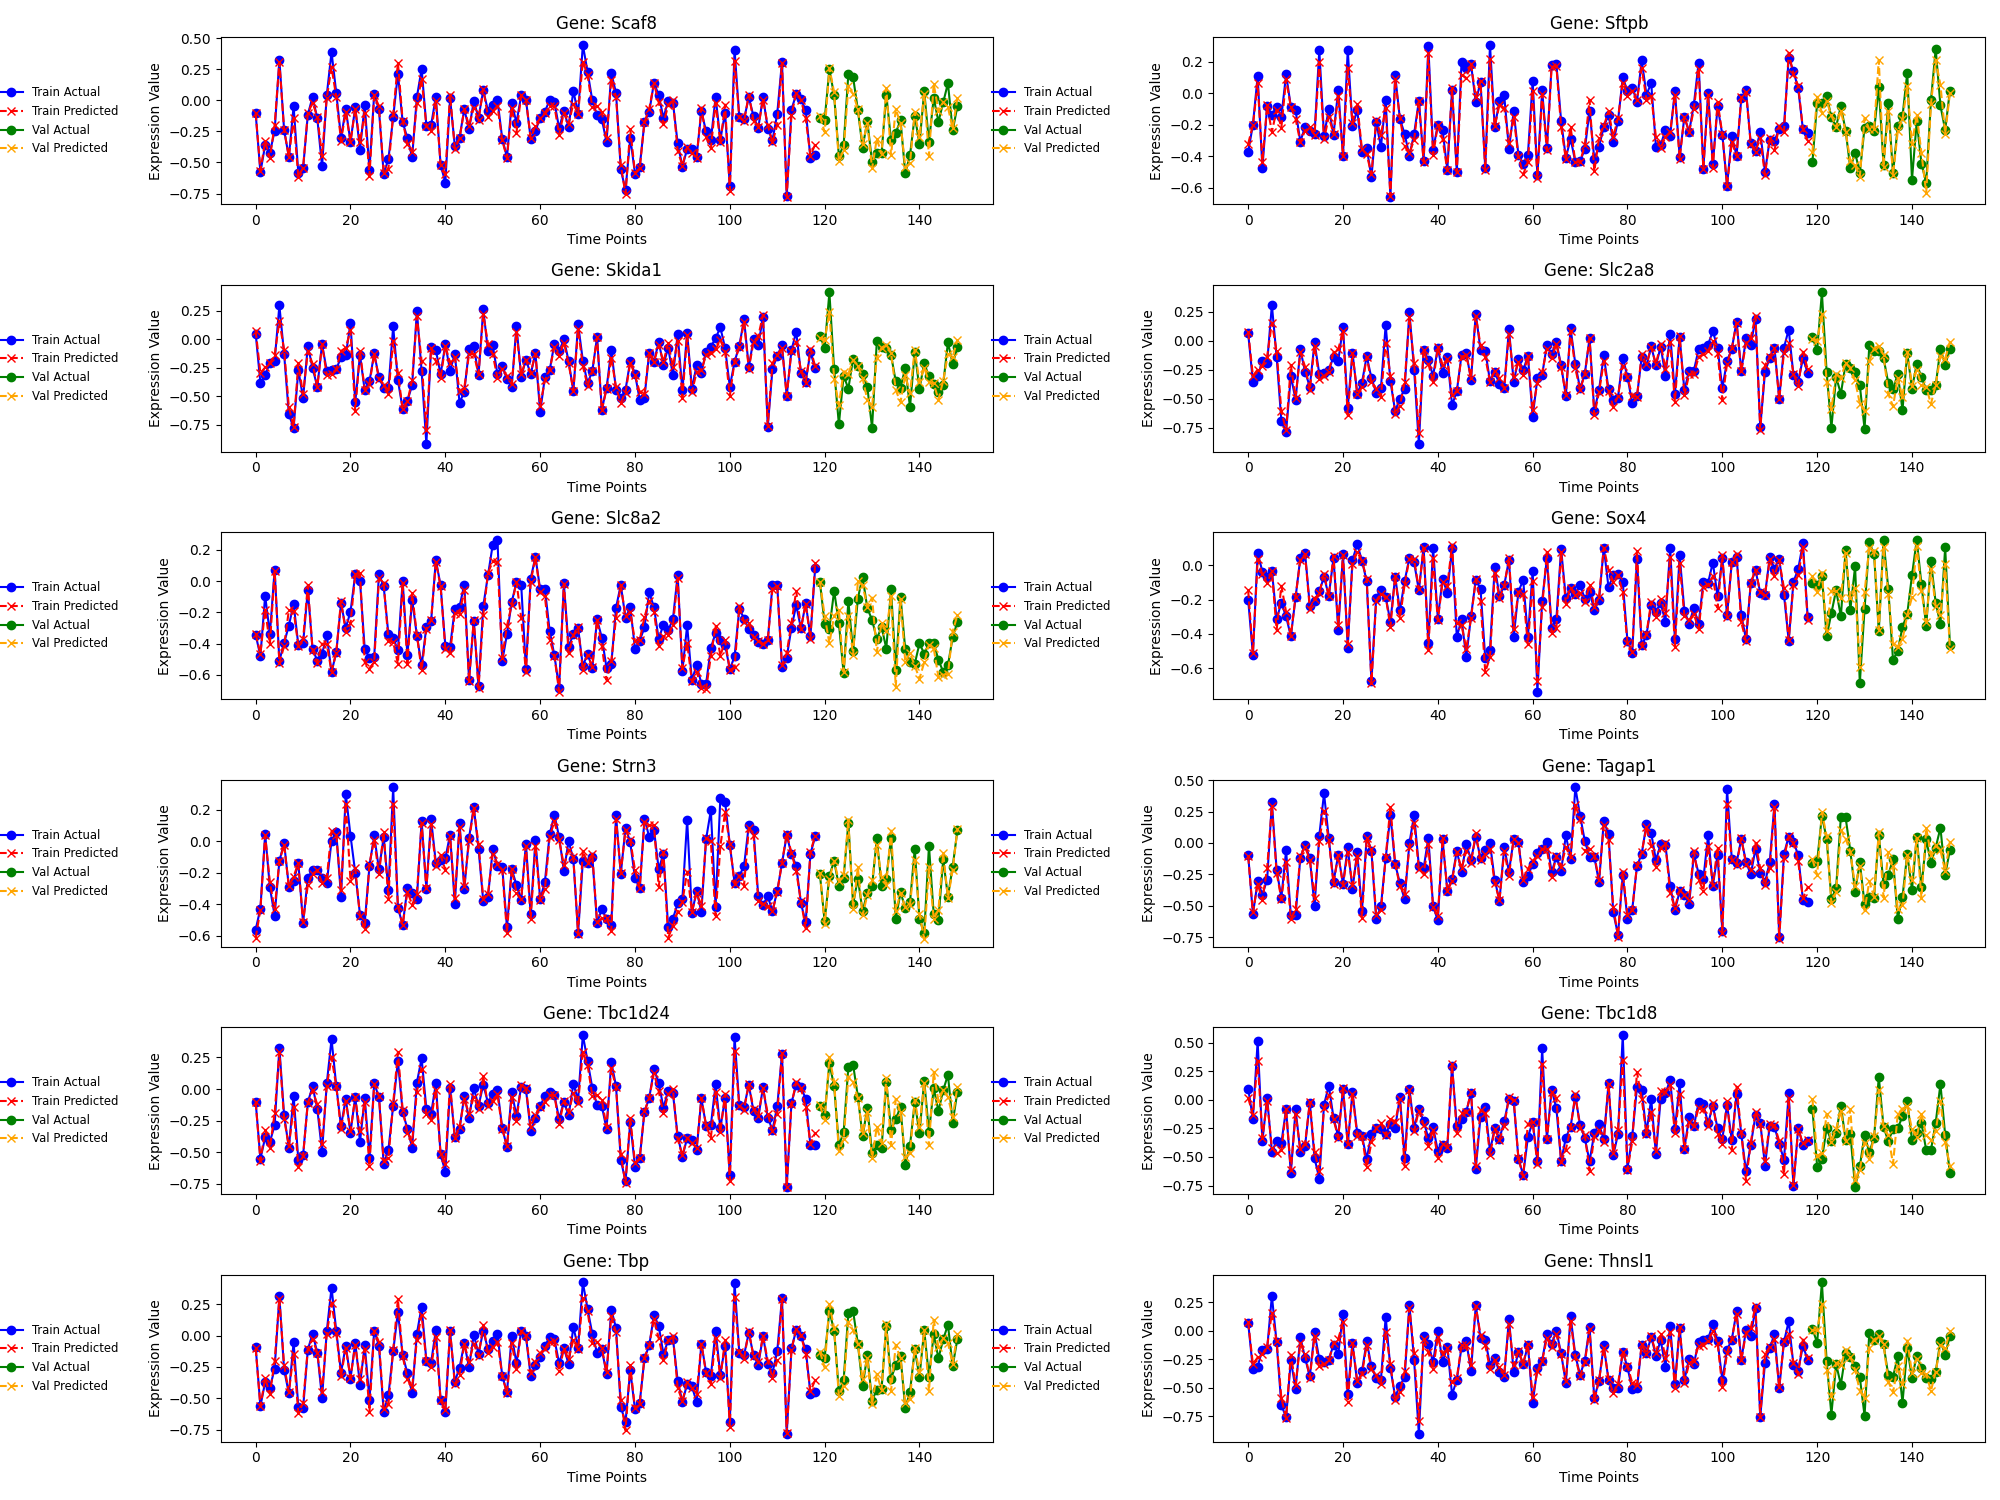 Gene: Scaf8
Expression Value
0.50
0.25
0.00
−0.25
−0.50
−0.75
0 20 40 60 80 100 120 140
Time Points
Train Actual
Train Predicted
Val Actual
Val Predicted
Gene: Sftpb
Expression Value
0.2
0.0
−0.2
−0.4
−0.6
0 20 40 60 80 100 120 140
Time Points
Train Actual
Train Predicted
Val Actual
Val Predicted
Gene: Skida1
Expression Value
0.25
0.00
−0.25
−0.50
−0.75
0 20 40 60 80 100 120 140
Time Points
Train Actual
Train Predicted
Val Actual
Val Predicted
Gene: Slc2a8
Expression Value
0.25
0.00
−0.25
−0.50
−0.75
0 20 40 60 80 100 120 140
Time Points
Train Actual
Train Predicted
Val Actual
Val Predicted
Gene: Slc8a2
Expression Value
0.2
0.0
−0.2
−0.4
−0.6
0 20 40 60 80 100 120 140
Time Points
Train Actual
Train Predicted
Val Actual
Val Predicted
Gene: Sox4
Expression Value
0.0
−0.2
−0.4
−0.6
0 20 40 60 80 100 120 140
Time Points
Train Actual
Train Predicted
Val Actual
Val Predicted
Gene: Strn3
Expression Value
0.2
0.0
−0.2
−0.4
−0.6
0 20 40 60 80 100 120 140
Time Points
Train Actual
Train Predicted
Val Actual
Val Predicted
Gene: Tagap1
Expression Value
0.50
0.25
0.00
−0.25
−0.50
−0.75
0 20 40 60 80 100 120 140
Time Points
Train Actual
Train Predicted
Val Actual
Val Predicted
Gene: Tbc1d24
Expression Value
0.25
0.00
−0.25
−0.50
−0.75
0 20 40 60 80 100 120 140
Time Points
Train Actual
Train Predicted
Val Actual
Val Predicted
Gene: Tbc1d8
Expression Value
0.50
0.25
0.00
−0.25
−0.50
−0.75
0 20 40 60 80 100 120 140
Time Points
Train Actual
Train Predicted
Val Actual
Val Predicted
Gene: Tbp
Expression Value
0.25
0.00
−0.25
−0.50
−0.75
0 20 40 60 80 100 120 140
Time Points
Train Actual
Train Predicted
Val Actual
Val Predicted
Gene: Thnsl1
Expression Value
0.25
0.00
−0.25
−0.50
−0.75
0 20 40 60 80 100 120 140
Time Points
Train Actual
Train Predicted
Val Actual
Val Predicted